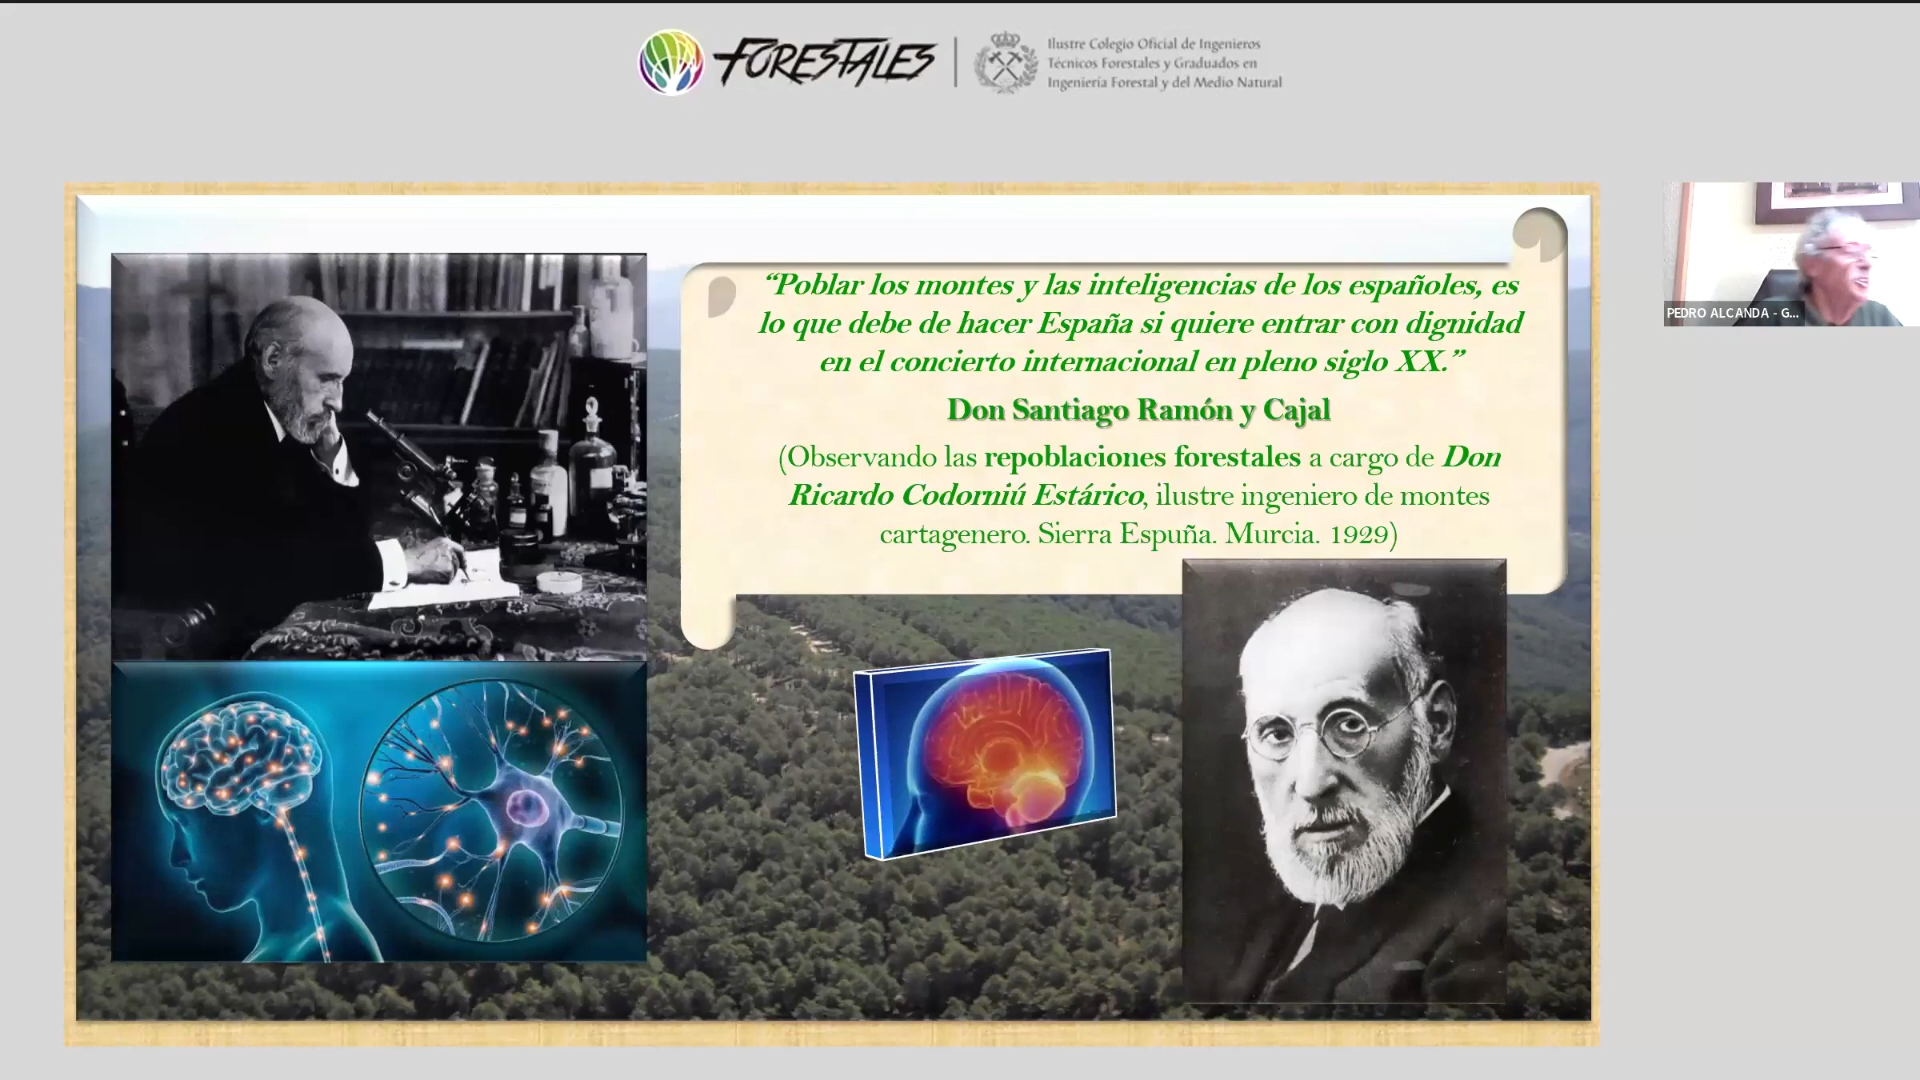 FORESTALES
Ilustre Colegio Oficial de Ingenieros
Técnicos Forestales y Graduados en
Ingeniería Forestal y del Medio Natural
“Poblar los montes y las inteligencias de los españoles, es
lo que debe de hacer España si quiere entrar con dignidad
en el concierto internacional en pleno siglo XX.”
Don Santiago Ramón y Cajal
(Observando las repoblaciones forestales a cargo de Don
Ricardo Codorniú Estárico, ilustre ingeniero de montes
cartagenero. Sierra Espuña. Murcia. 1929)
PEDRO ALCANDA - G...